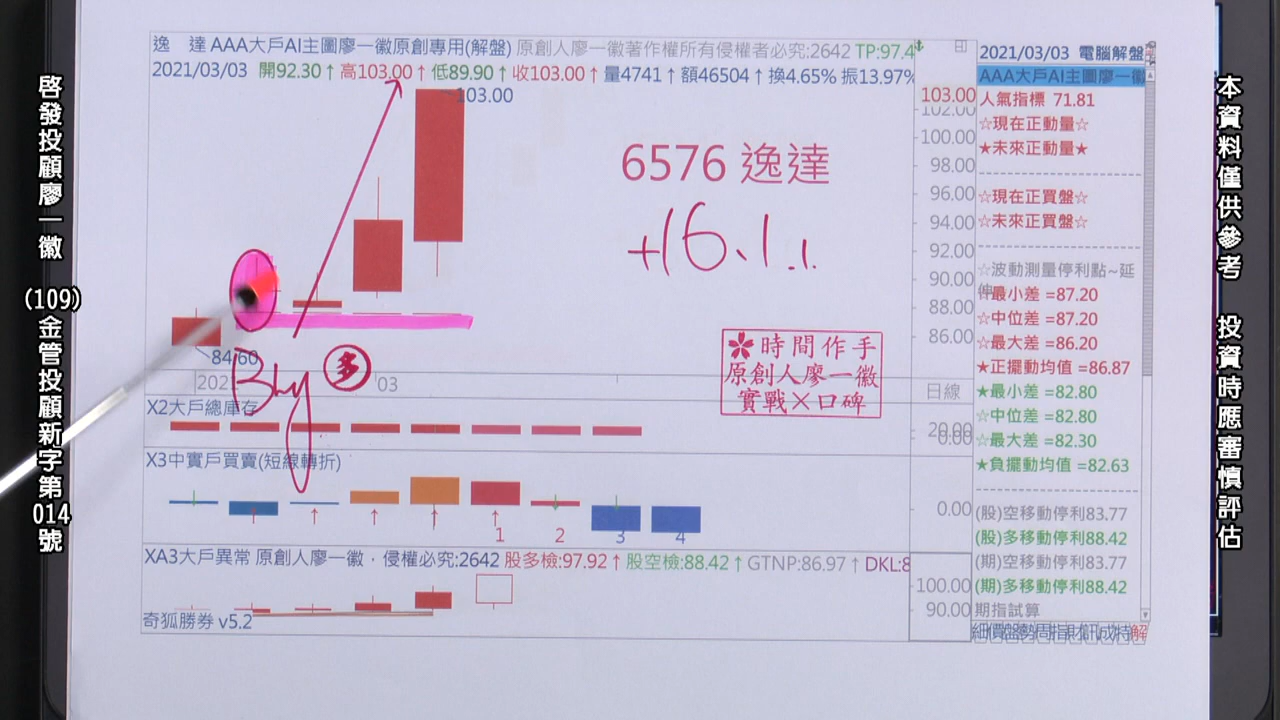 啓發投顧廖一徽
(109)金管投顧新字第014號
逸 達 AAA大戶AI主圖廖一徽原創專用(解盤) 原創人廖一徽著作權所有侵權者必究:2642 TP:97.4
2021/03/03 開92.30↑ 高103.00↑ 低89.90↑ 收103.00↑ 量4741↑ 額46504↑ 換4.65% 振13.97%
103.00
6576 逸達
+16.1
84.60
Buy 多
2021
03
日線
103.00
102.00
100.00
98.00
96.00
94.00
92.00
90.00
88.00
86.00
時間作手
原創人廖一徽
實戰×口碑
X2大戶總庫存
20.00
0.00
X3中實戶買賣(短線轉折)
0.00
1 2 3 4
XA3大戶異常 原創人廖一徽．侵權必究:2642 股多檢:97.92↑ 股空檢:88.42↑ GTNP:86.97↑ DKL:8
100.00
90.00
奇狐勝券 v5.2
2021/03/03 電腦解盤
AAA大戶AI主圖廖一徽
人氣指標 71.81
☆現在正動量☆
★未來正動量★
☆現在正買盤☆
☆未來正買盤☆
☆波動測量停利點~延伸
最小差 =87.20
☆中位差 =87.20
☆最大差 =86.20
★正擺動均值 =86.87
★最小差 =82.80
☆中位差 =82.80
☆最大差 =82.30
★負擺動均值 =82.63
(股)空移動停利83.77
(股)多移動停利88.42
(期)空移動停利83.77
(期)多移動停利88.42
期指試算
細價盤勢周指財訊成特解
本資料僅供參考 投資時應審慎評估